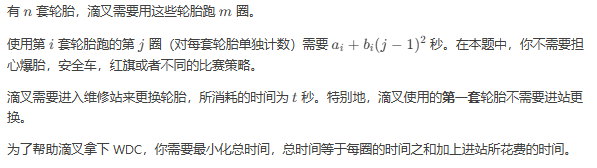 有 n 套轮胎，滴叉需要用这些轮胎跑 m 圈。
使用第 i 套轮胎跑的第 j 圈（对每套轮胎单独计数）需要 a_i + b_i(j − 1)^2 秒。在本题中，你不需要担
心爆胎，安全车，红旗或者不同的比赛策略。
滴叉需要进入维修站来更换轮胎，所消耗的时间为 t 秒。特别地，滴叉使用的第一套轮胎不需要进站更
换。
为了帮助滴叉拿下 WDC，你需要最小化总时间，总时间等于每圈的时间之和加上进站所花费的时间。